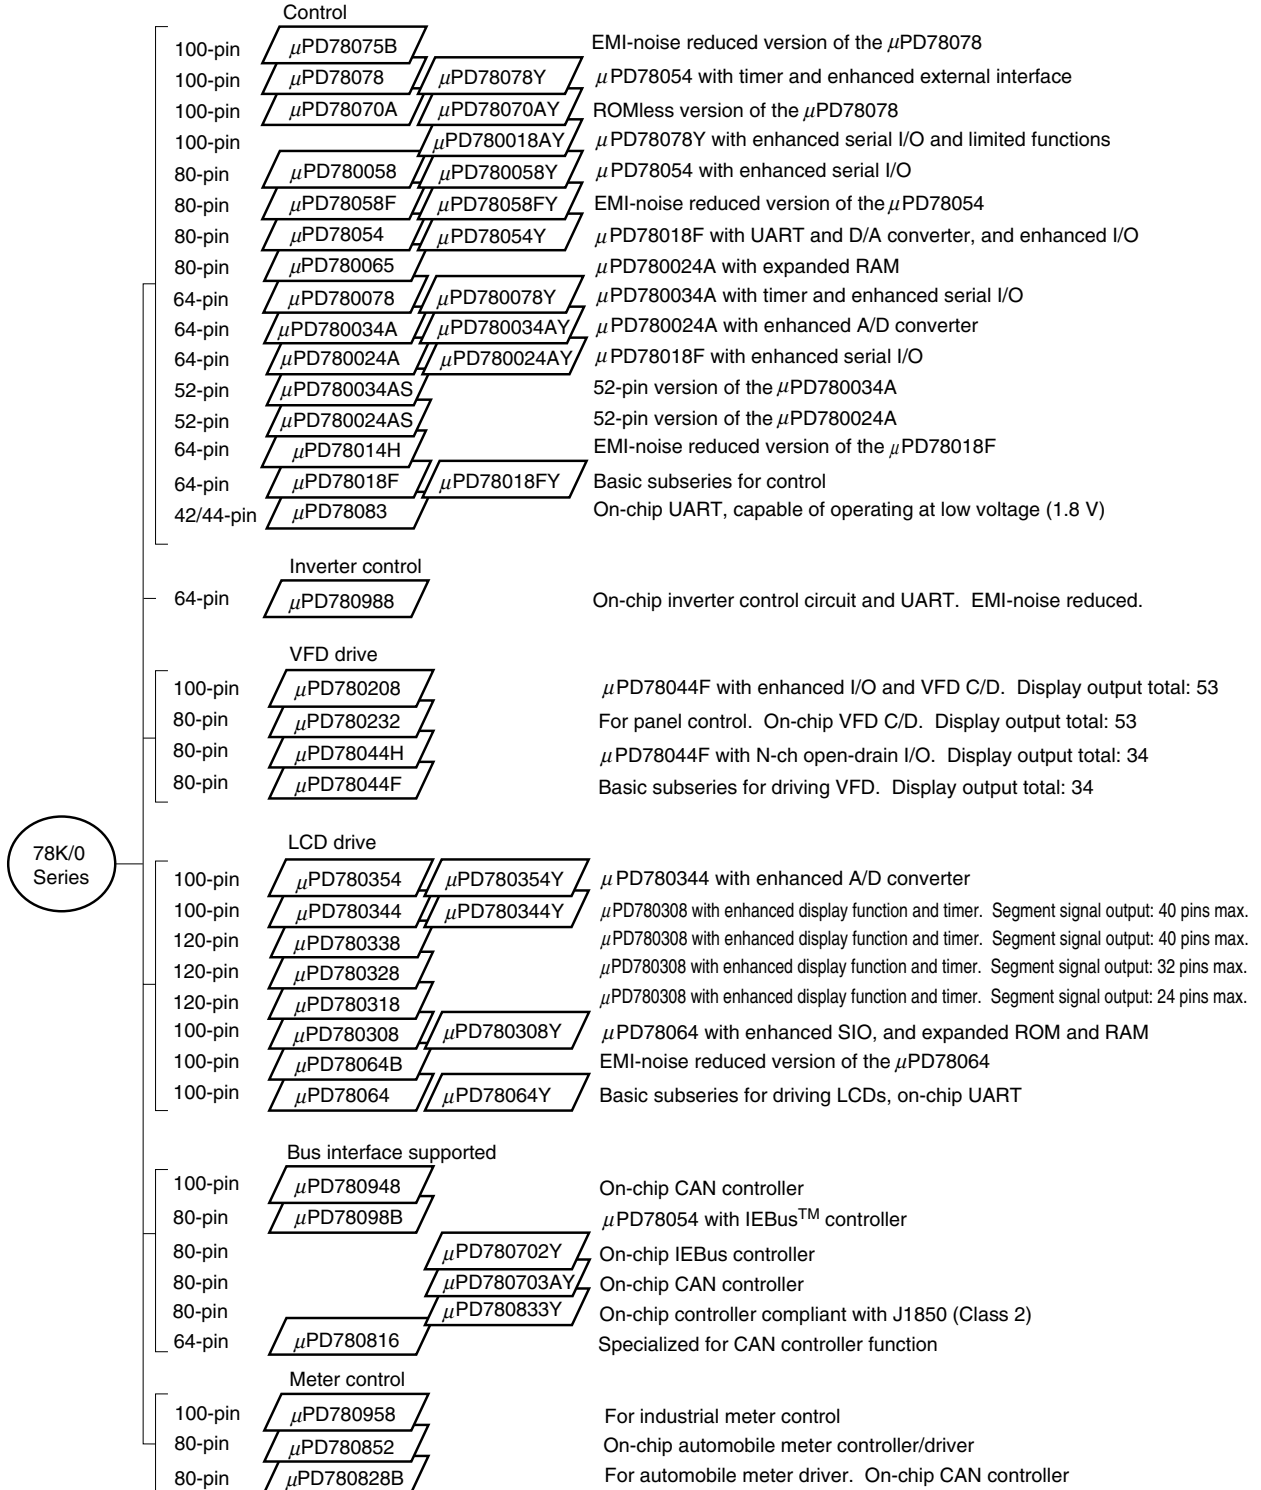 Control
100-pin μPD78075B EMI-noise reduced version of the μPD78078
100-pin μPD78078 μPD78078Y μPD78054 with timer and enhanced external interface
100-pin μPD78070A μPD78070AY ROMless version of the μPD78078
100-pin μPD780018AY μPD78078Y with enhanced serial I/O and limited functions
80-pin μPD780058 μPD780058Y μPD78054 with enhanced serial I/O
80-pin μPD78058F μPD78058FY EMI-noise reduced version of the μPD78054
80-pin μPD78054 μPD78054Y μPD78018F with UART and D/A converter, and enhanced I/O
80-pin μPD780065 μPD780024A with expanded RAM
64-pin μPD780078 μPD780078Y μPD780034A with timer and enhanced serial I/O
64-pin μPD780034A μPD780034AY μPD780024A with enhanced A/D converter
64-pin μPD780024A μPD780024AY μPD78018F with enhanced serial I/O
52-pin μPD780034AS 52-pin version of the μPD780034A
52-pin μPD780024AS 52-pin version of the μPD780024A
64-pin μPD78014H EMI-noise reduced version of the μPD78018F
64-pin μPD78018F μPD78018FY Basic subseries for control
42/44-pin μPD78083 On-chip UART, capable of operating at low voltage (1.8 V)
Inverter control
64-pin μPD780988 On-chip inverter control circuit and UART. EMI-noise reduced.
VFD drive
100-pin μPD780208 μPD78044F with enhanced I/O and VFD C/D. Display output total: 53
80-pin μPD780232 For panel control. On-chip VFD C/D. Display output total: 53
80-pin μPD78044H μPD78044F with N-ch open-drain I/O. Display output total: 34
80-pin μPD78044F Basic subseries for driving VFD. Display output total: 34
78K/0
Series
LCD drive
100-pin μPD780354 μPD780354Y μPD780344 with enhanced A/D converter
100-pin μPD780344 μPD780344Y μPD780308 with enhanced display function and timer. Segment signal output: 40 pins max.
120-pin μPD780338 μPD780308 with enhanced display function and timer. Segment signal output: 40 pins max.
120-pin μPD780328 μPD780308 with enhanced display function and timer. Segment signal output: 32 pins max.
120-pin μPD780318 μPD780308 with enhanced display function and timer. Segment signal output: 24 pins max.
100-pin μPD780308 μPD780308Y μPD78064 with enhanced SIO, and expanded ROM and RAM
100-pin μPD78064B EMI-noise reduced version of the μPD78064
100-pin μPD78064 μPD78064Y Basic subseries for driving LCDs, on-chip UART
Bus interface supported
100-pin μPD780948 On-chip CAN controller
80-pin μPD78098B μPD78054 with IEBusTM controller
80-pin μPD780702Y On-chip IEBus controller
80-pin μPD780703AY On-chip CAN controller
80-pin μPD780833Y On-chip controller compliant with J1850 (Class 2)
64-pin μPD780816 Specialized for CAN controller function
Meter control
100-pin μPD780958 For industrial meter control
80-pin μPD780852 On-chip automobile meter controller/driver
80-pin μPD780828B For automobile meter driver. On-chip CAN controller